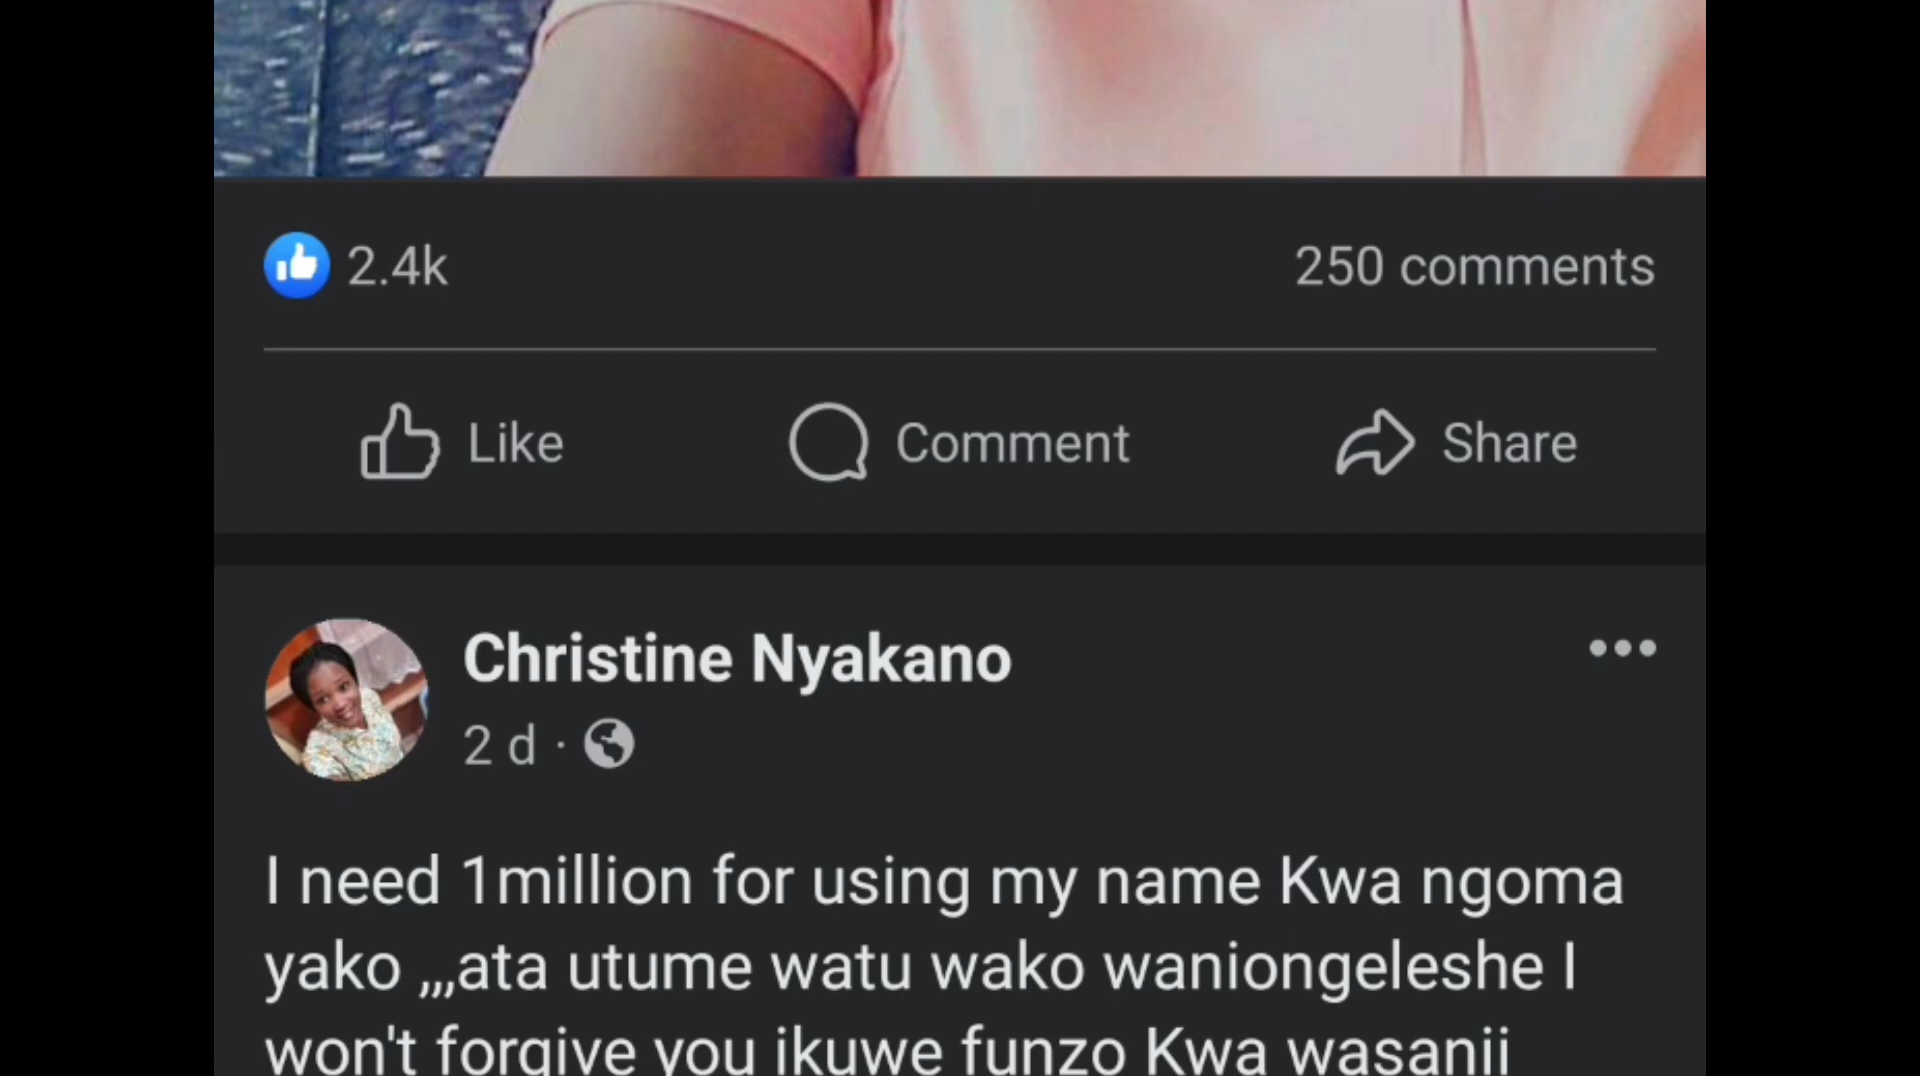 2.4k
250 comments
Like
Comment
Share
Christine Nyakano
2 d ·
I need 1million for using my name Kwa ngoma
yako ,,,ata utume watu wako waniongeleshe I
won't forgive you ikuwe funzo Kwa wasanii